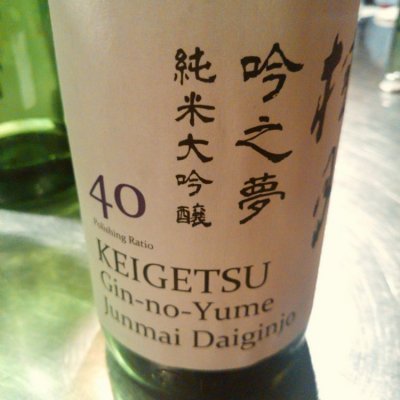 吟之夢
純米大吟醸
40
Polishing Ratio
KEIGETSU
Gin-no-Yume
Junmai Daiginjo